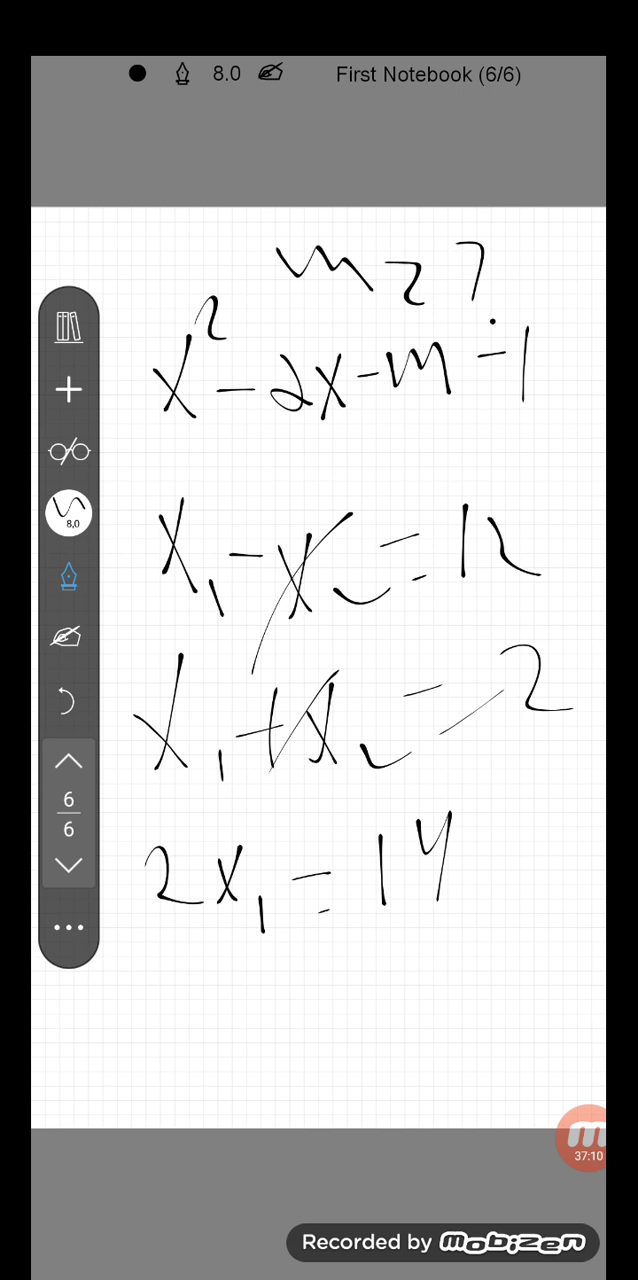 8.0 First Notebook (6/6)
m = ?
x² - 2x - m - 1
8,0
x₁ - x₂ = 12
x₁ + x₂ = 2
2x₁ = 14
6
6
37:10
Recorded by mobizen